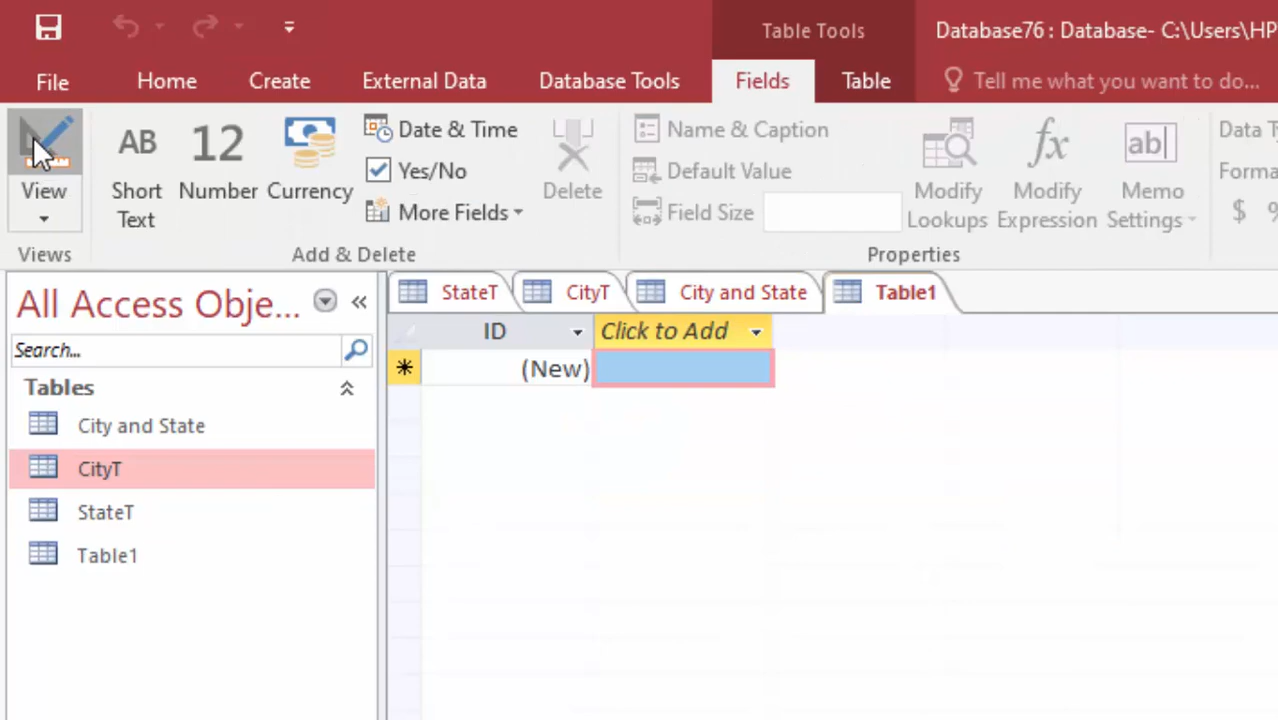 Table Tools
Database76 : Database- C:\Users\HP
File
Home
Create
External Data
Database Tools
Fields
Table
Tell me what you want to do...
View
AB
Short
Text
12
Number
Currency
Date & Time
Yes/No
More Fields
Delete
Name & Caption
Default Value
Field Size
Modify
Lookups
fx
Modify
Expression
ab|
Memo
Settings
Data T
Forma
$ %
Views
Add & Delete
Properties
All Access Obje...
Search...
Tables
City and State
CityT
StateT
Table1
StateT
CityT
City and State
Table1
ID
Click to Add
(New)